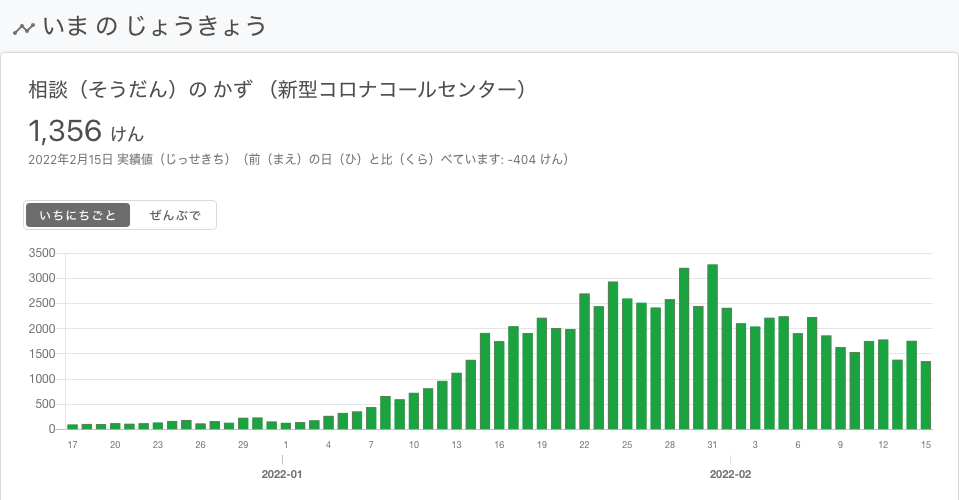 いま の じょうきょう
相談（そうだん）の かず （新型コロナコールセンター）
1,356 けん
2022年2月15日 実績値（じっせきち）（前（まえ）の日（ひ）と比（くら）べています: -404 けん）
いちにちごと ぜんぶで
3500
3000
2500
2000
1500
1000
500
0
17 20 23 26 29 1 4 7 10 13 16 19 22 25 28 31 3 6 9 12 15
2022-01 2022-02